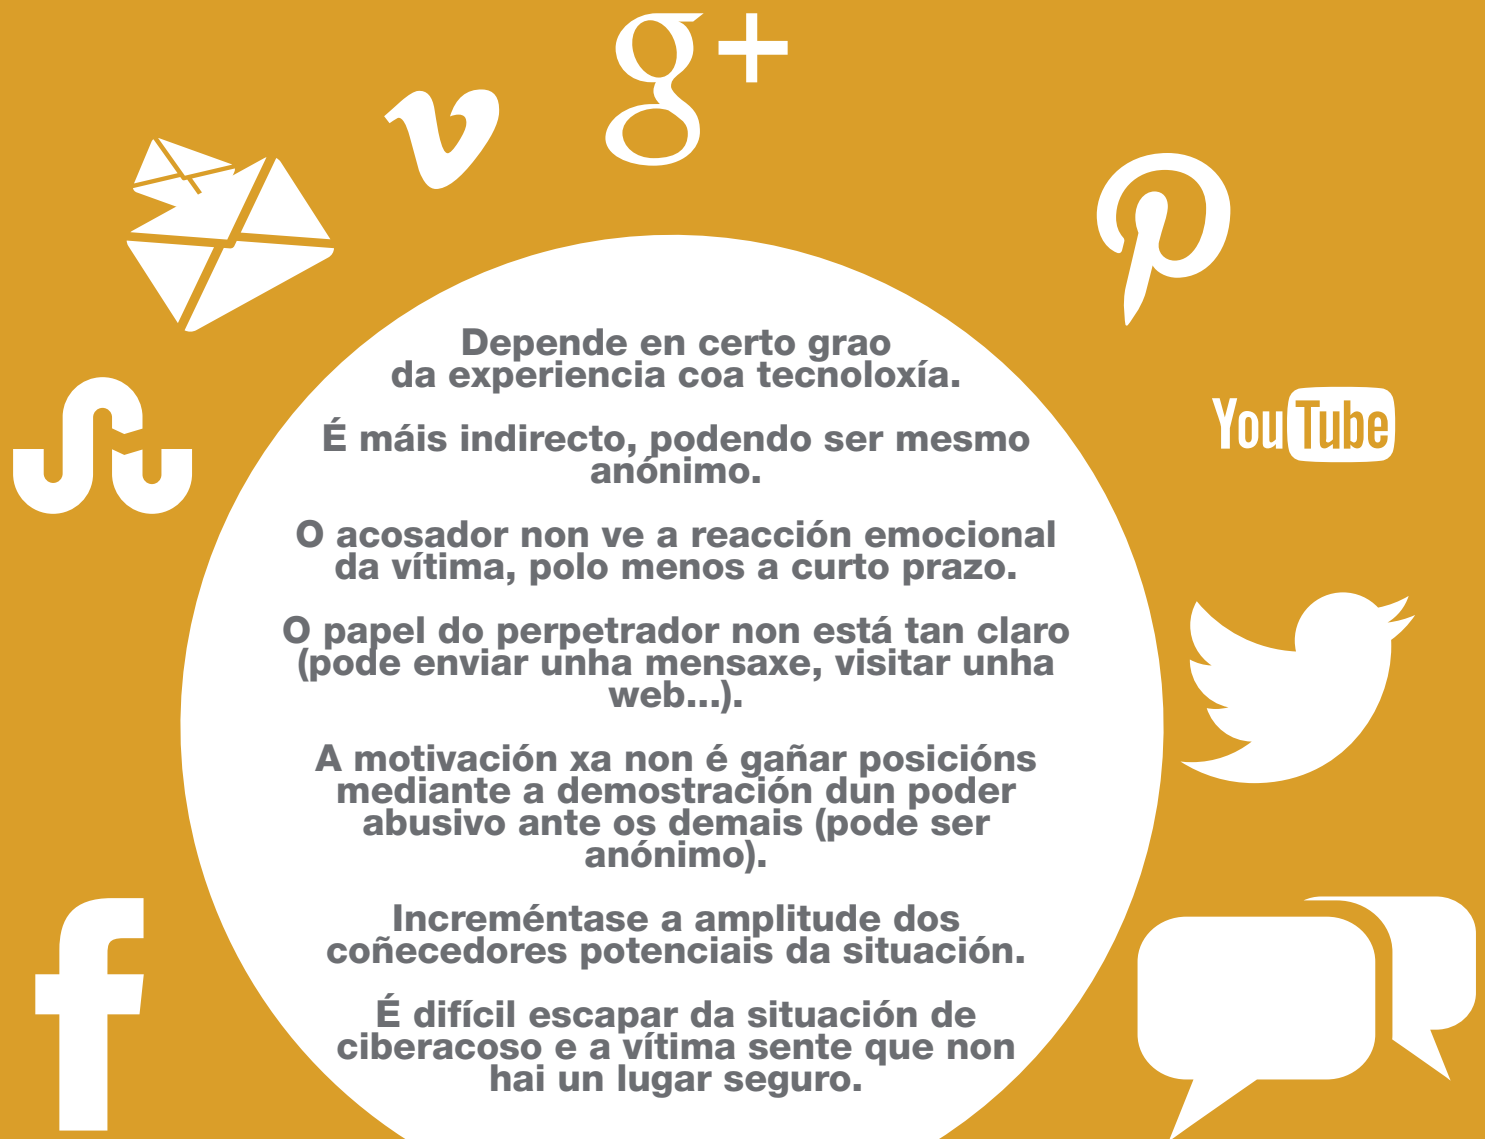 g+
v
YouTube
Depende en certo grao
da experiencia coa tecnoloxía.
É máis indirecto, podendo ser mesmo
anónimo.
O acosador non ve a reacción emocional
da vítima, polo menos a curto prazo.
O papel do perpetrador non está tan claro
(pode enviar unha mensaxe, visitar unha
web...).
A motivación xa non é gañar posicións
mediante a demostración dun poder
abusivo ante os demais (pode ser
anónimo).
Increméntase a amplitude dos
coñecedores potenciais da situación.
É difícil escapar da situación de
ciberacoso e a vítima sente que non
hai un lugar seguro.
f